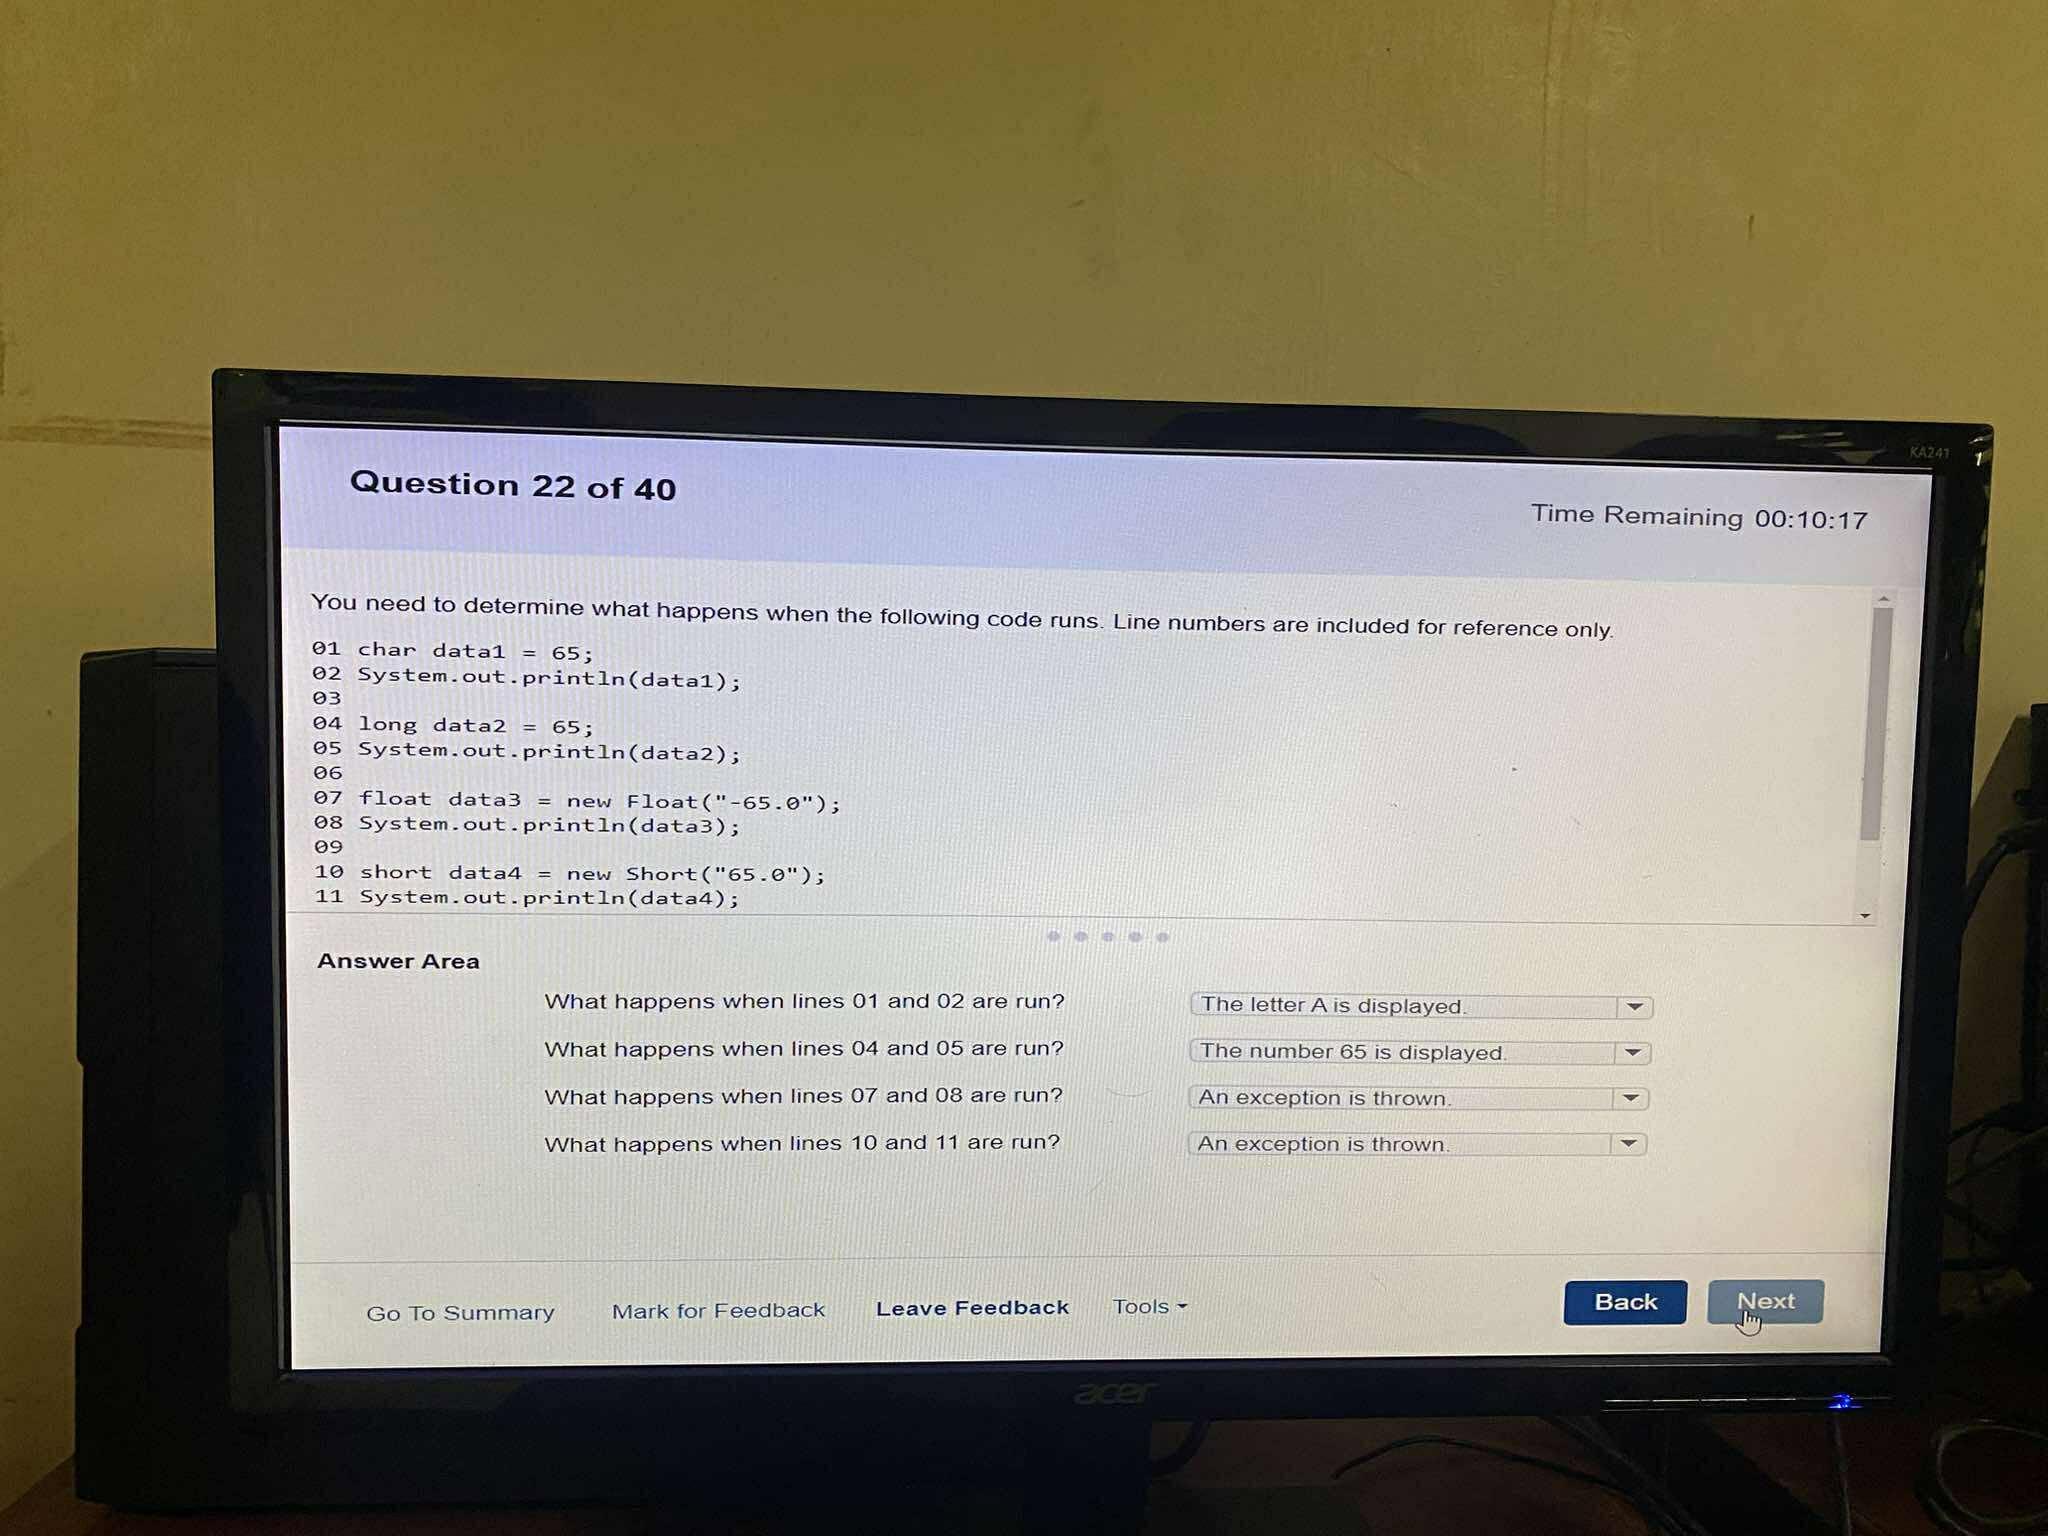 KA241
Question 22 of 40
Time Remaining 00:10:17
You need to determine what happens when the following code runs. Line numbers are included for reference only.
01 char data1 = 65;
02 System.out.println(data1);
03
04 long data2 = 65;
05 System.out.println(data2);
06
07 float data3 = new Float("-65.0");
08 System.out.println(data3);
09
10 short data4 = new Short("65.0");
11 System.out.println(data4);
Answer Area
What happens when lines 01 and 02 are run? The letter A is displayed.
What happens when lines 04 and 05 are run? The number 65 is displayed.
What happens when lines 07 and 08 are run? An exception is thrown.
What happens when lines 10 and 11 are run? An exception is thrown.
Go To Summary Mark for Feedback Leave Feedback Tools Back Next
acer